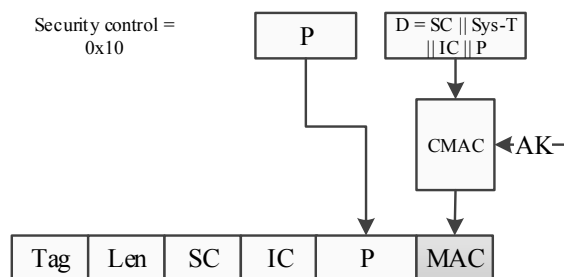 Security control =
0x10
P
D = SC || Sys-T
|| IC || P
CMAC
AK
Tag Len SC IC P MAC